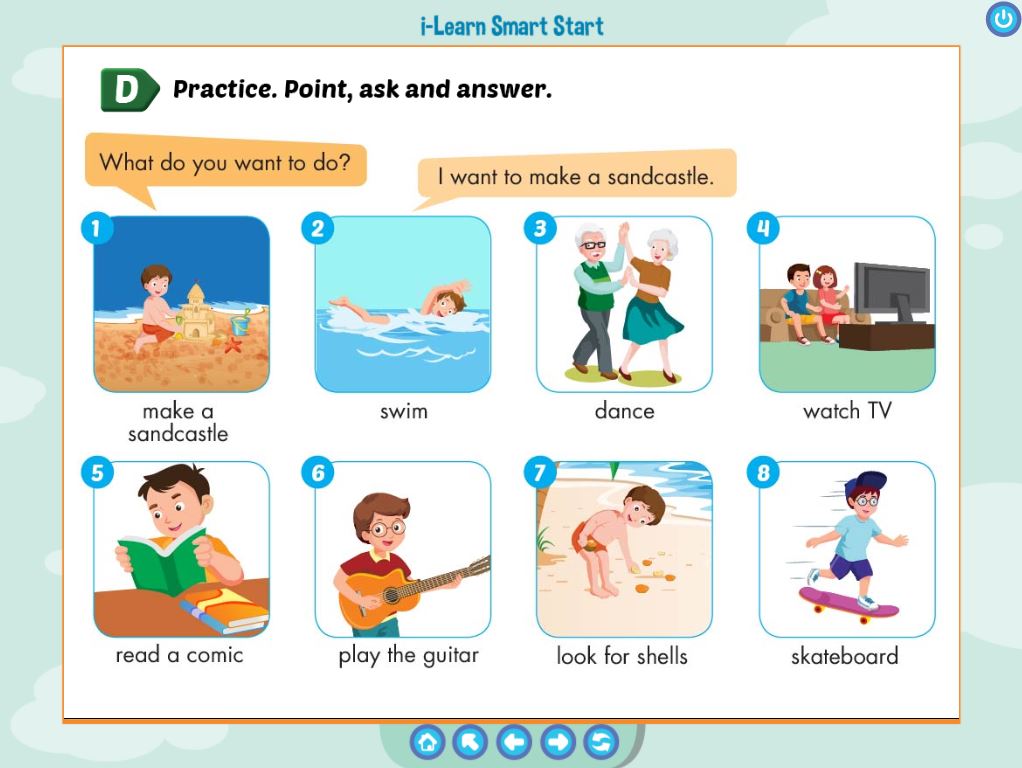 i-Learn Smart Start
D Practice. Point, ask and answer.
What do you want to do?
I want to make a sandcastle.
1
2
3
4
make a
sandcastle
swim
dance
watch TV
5
6
7
8
read a comic
play the guitar
look for shells
skateboard